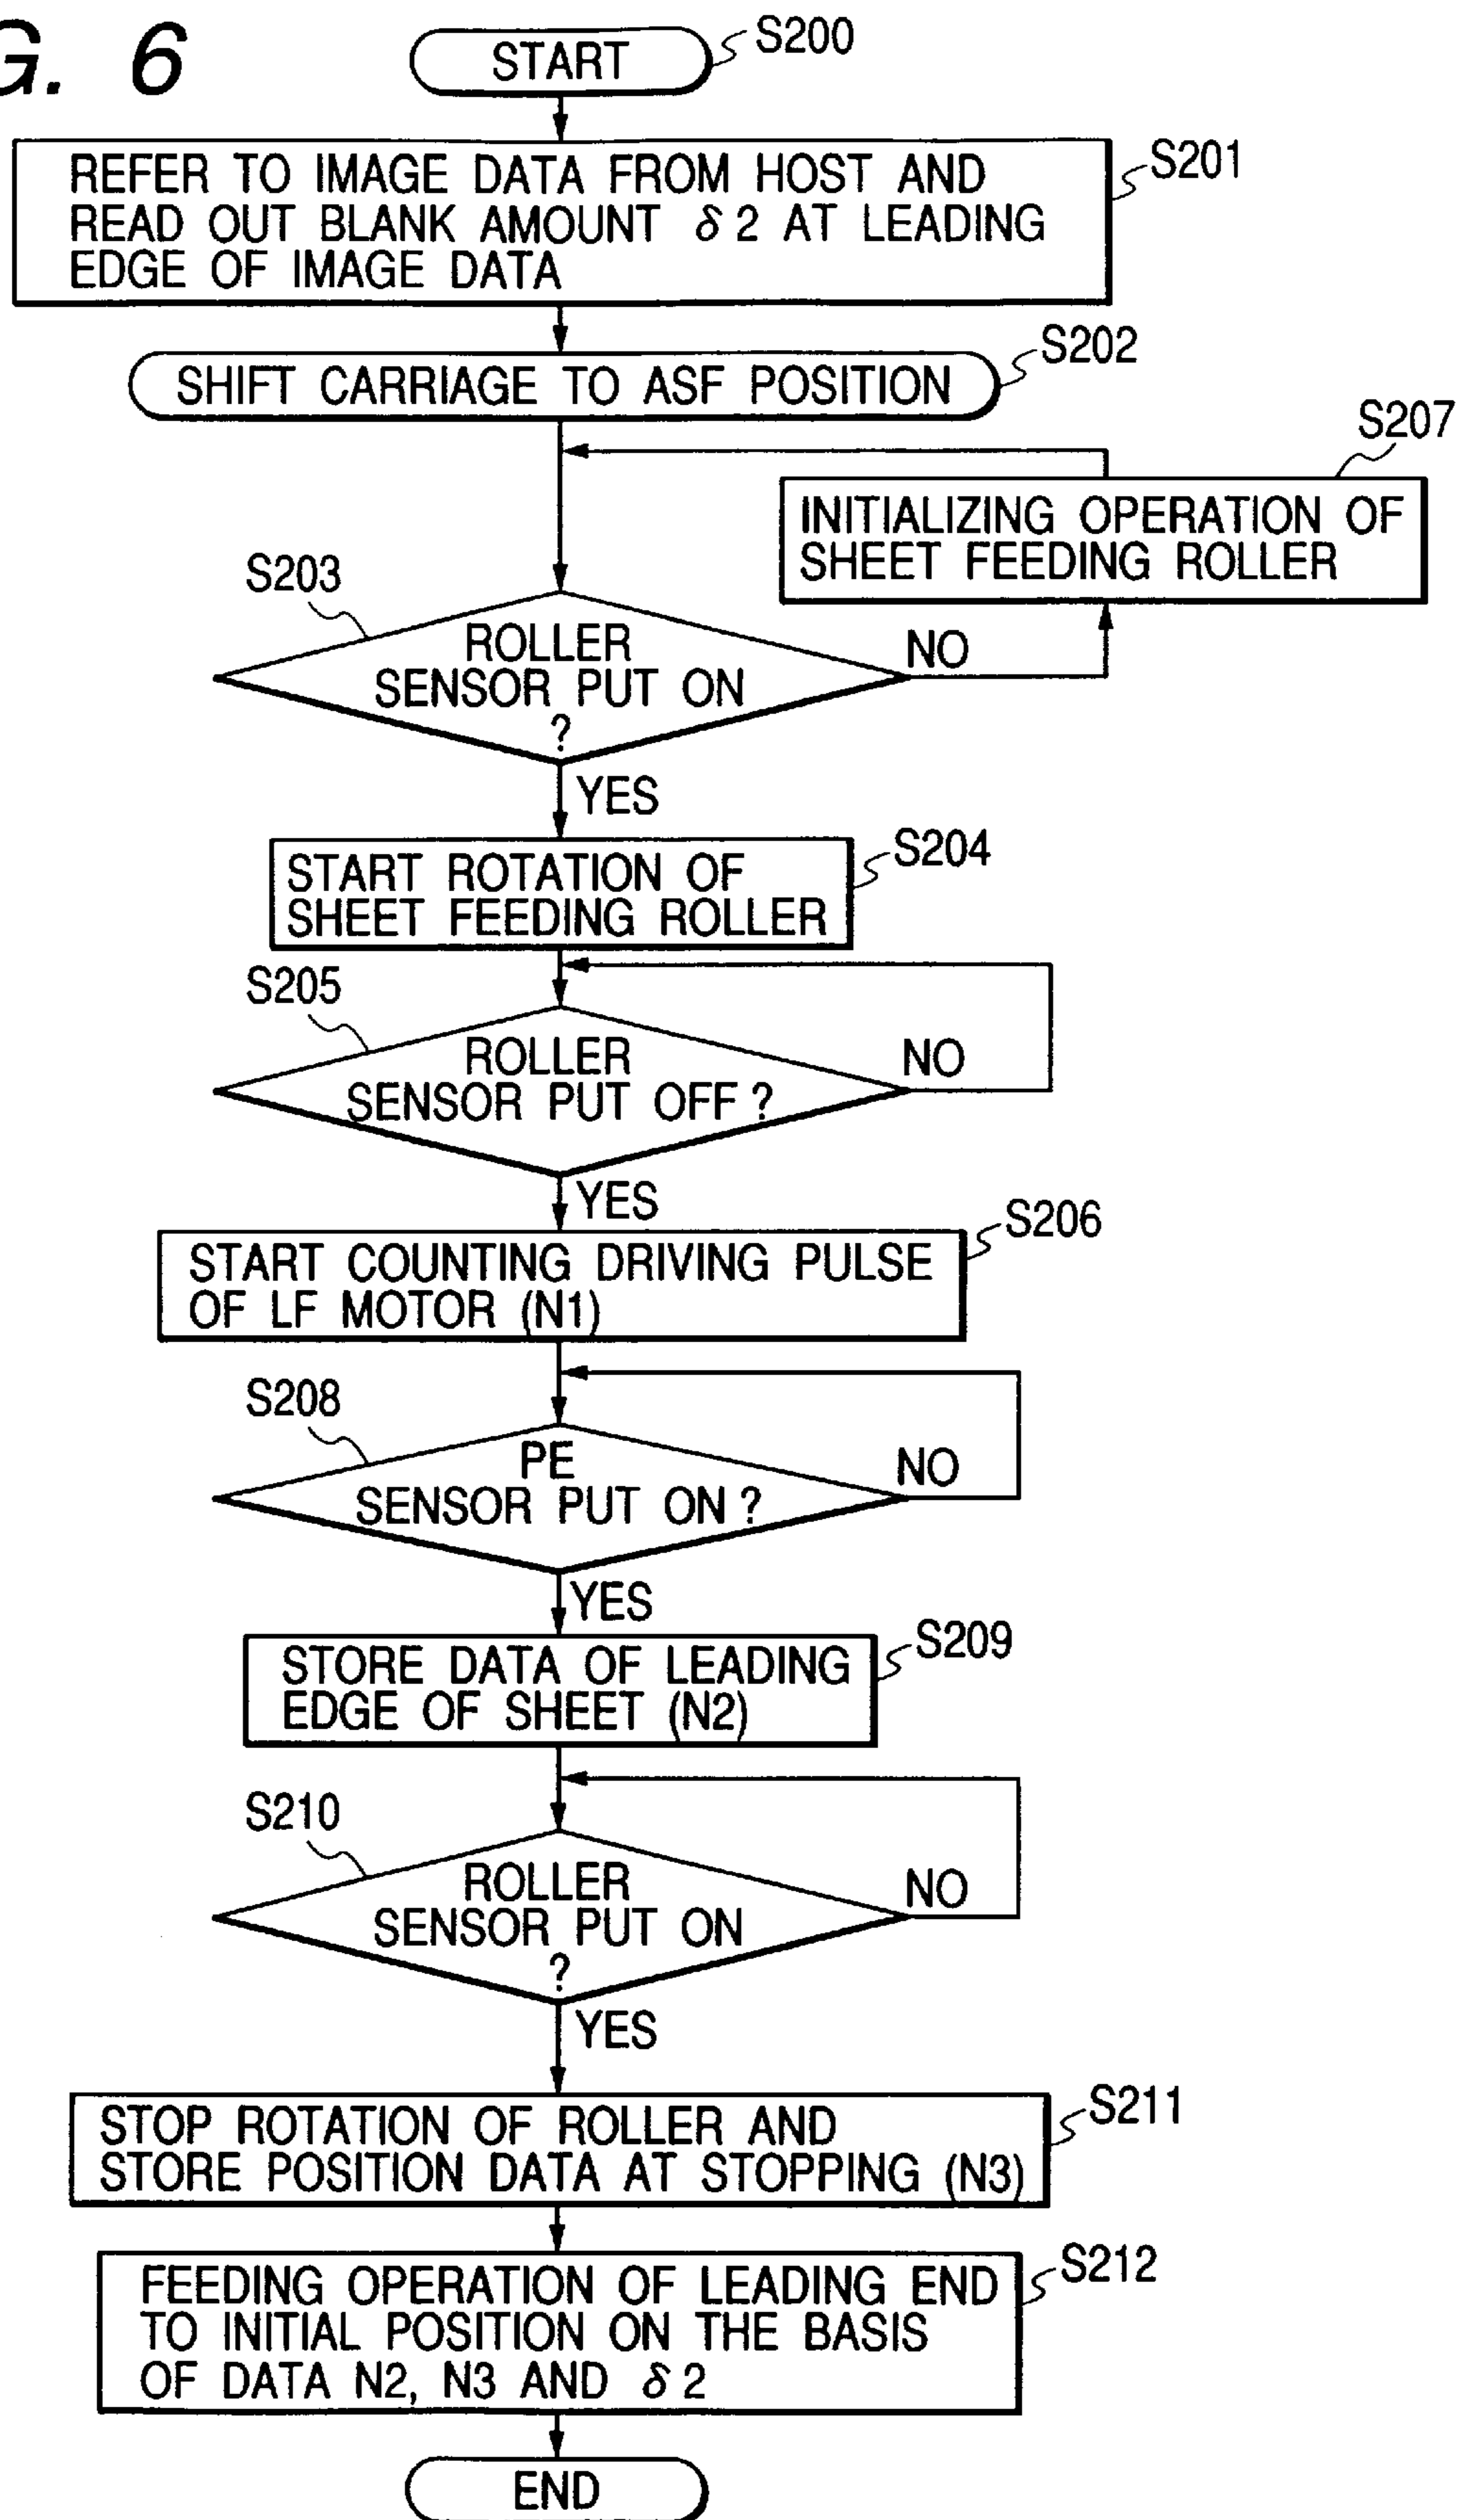 G. 6
START
S200
REFER TO IMAGE DATA FROM HOST AND
READ OUT BLANK AMOUNT δ2 AT LEADING
EDGE OF IMAGE DATA
S201
SHIFT CARRIAGE TO ASF POSITION
S202
S207
INITIALIZING OPERATION OF
SHEET FEEDING ROLLER
S203
ROLLER
SENSOR PUT ON
?
NO
YES
START ROTATION OF
SHEET FEEDING ROLLER
S204
S205
ROLLER
SENSOR PUT OFF ?
NO
YES
START COUNTING DRIVING PULSE
OF LF MOTOR (N1)
S206
S208
PE
SENSOR PUT ON ?
NO
YES
STORE DATA OF LEADING
EDGE OF SHEET (N2)
S209
S210
ROLLER
SENSOR PUT ON
?
NO
YES
STOP ROTATION OF ROLLER AND
STORE POSITION DATA AT STOPPING (N3)
S211
FEEDING OPERATION OF LEADING END
TO INITIAL POSITION ON THE BASIS
OF DATA N2, N3 AND δ2
S212
END